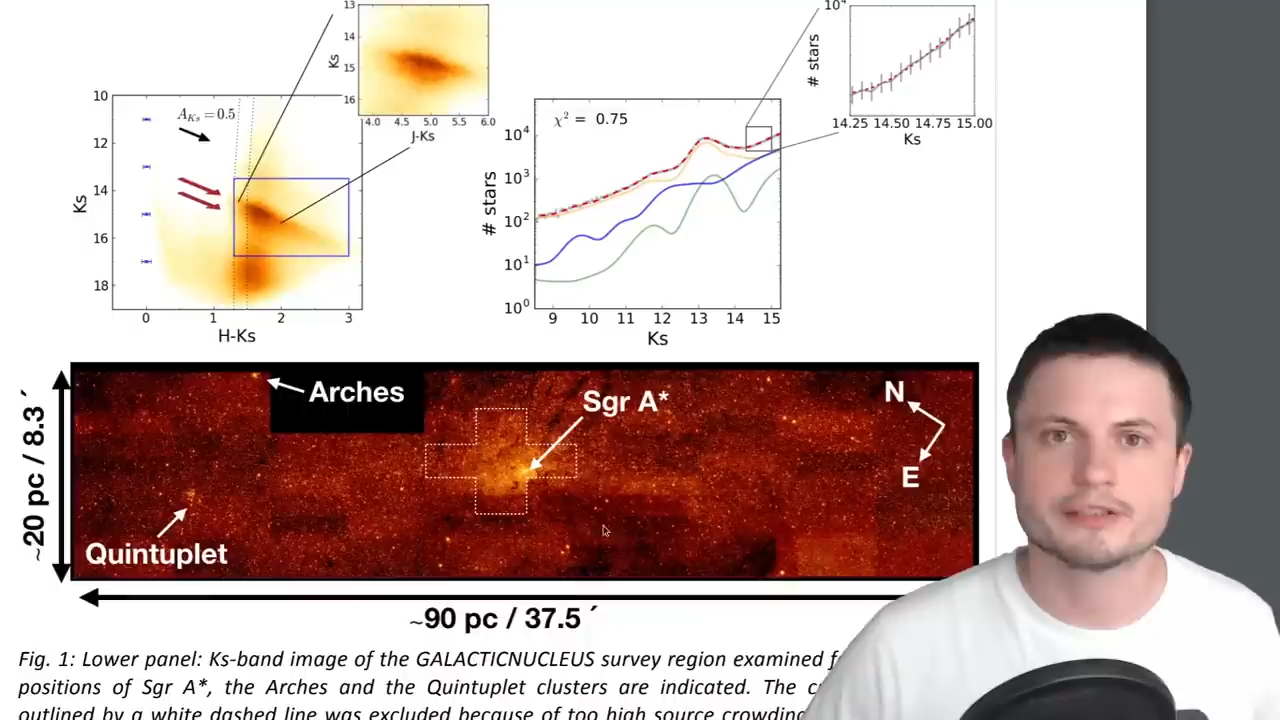 13
14
15
16
Ks
4.0 4.5 5.0 5.5 6.0
J-Ks
10
12
14
16
18
Ks
A_Ks = 0.5
0 1 2 3
H-Ks
χ² = 0.75
10⁴
10³
10²
10¹
10⁰
# stars
9 10 11 12 13 14 15
Ks
10⁴
# stars
14.25 14.50 14.75 15.00
Ks
Arches
Sgr A*
N
E
Quintuplet
~20 pc / 8.3 ´
~90 pc / 37.5 ´
Fig. 1: Lower panel: Ks-band image of the GALACTICNUCLEUS survey region examined
positions of Sgr A*, the Arches and the Quintuplet clusters are indicated. The
outlined by a white dashed line was excluded because of too high source crowding